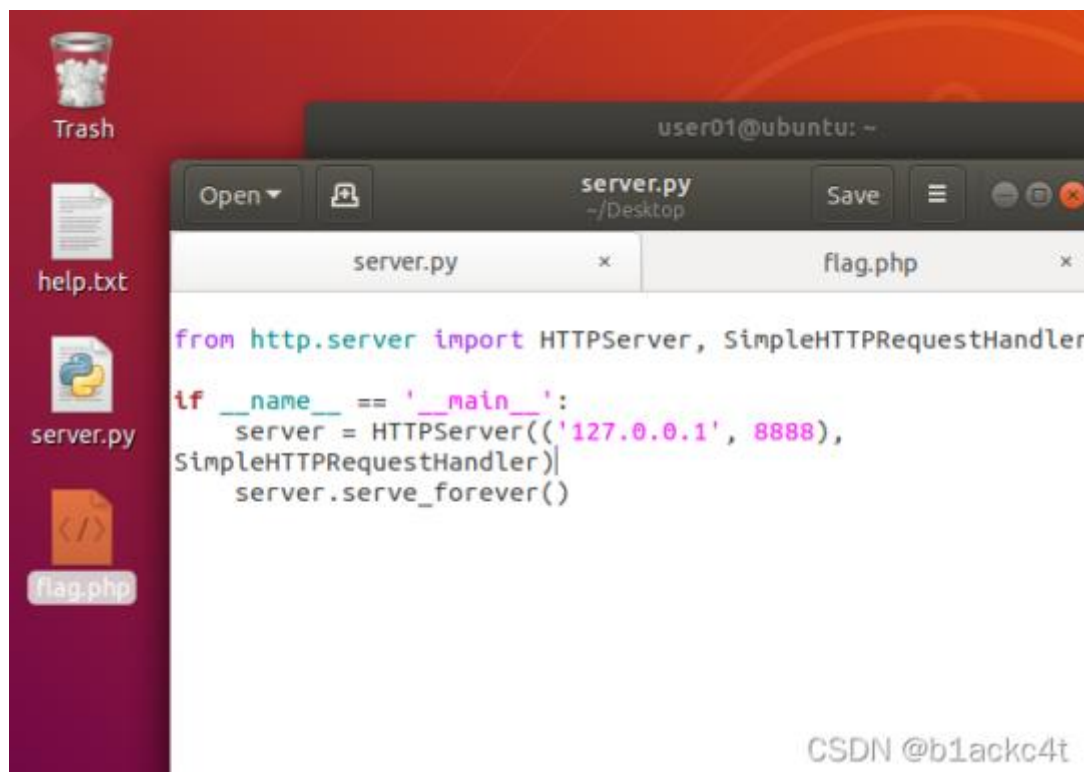 Trash
user01@ubuntu: ~
Open
server.py
~/Desktop
Save
server.py
flag.php
help.txt
from http.server import HTTPServer, SimpleHTTPRequestHandler
if __name__ == '__main__':
server = HTTPServer(('127.0.0.1', 8888),
SimpleHTTPRequestHandler)
server.serve_forever()
server.py
flag.php
CSDN @b1ackc4t